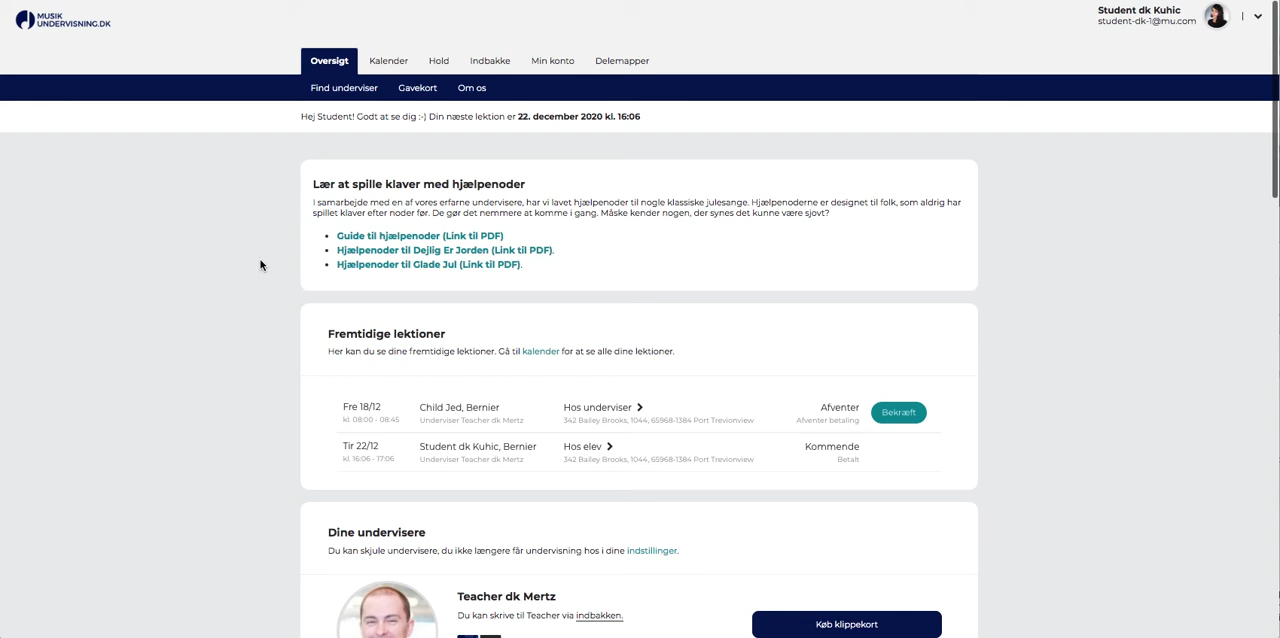 MUSIK
UNDERVISNING.DK
Student dk Kuhic
student-dk-1@mu.com
Oversigt
Kalender
Hold
Indbakke
Min konto
Delemapper
Find underviser
Gavekort
Om os
Hej Student! Godt at se dig :-) Din næste lektion er 22. december 2020 kl. 16:06
Lær at spille klaver med hjælpenoder
I samarbejde med en af vores erfarne undervisere, har vi lavet hjælpenoder til nogle klassiske julesange. Hjælpenoderne er designet til folk, som aldrig har
spillet klaver efter noder før. De gør det nemmere at komme i gang. Måske kender nogen, der synes det kunne være sjovt?
• Guide til hjælpenoder (Link til PDF)
• Hjælpenoder til Dejlig Er Jorden (Link til PDF).
• Hjælpenoder til Glade Jul (Link til PDF).
Fremtidige lektioner
Her kan du se dine fremtidige lektioner. Gå til kalender for at se alle dine lektioner.
Fre 18/12 Child Jed, Bernier Hos underviser Afventer Bekræft
kl. 08:00 - 08:45 Underviser Teacher dk Mertz 342 Bailey Brooks, 1044, 65968-1384 Port Trevionview Afventer betaling
Tir 22/12 Student dk Kuhic, Bernier Hos elev Kommende
kl. 16:06 - 17:06 Underviser Teacher dk Mertz 342 Bailey Brooks, 1044, 65968-1384 Port Trevionview Betalt
Dine undervisere
Du kan skjule undervisere, du ikke længere får undervisning hos i dine indstillinger.
Teacher dk Mertz
Du kan skrive til Teacher via indbakken.
Køb klippekort